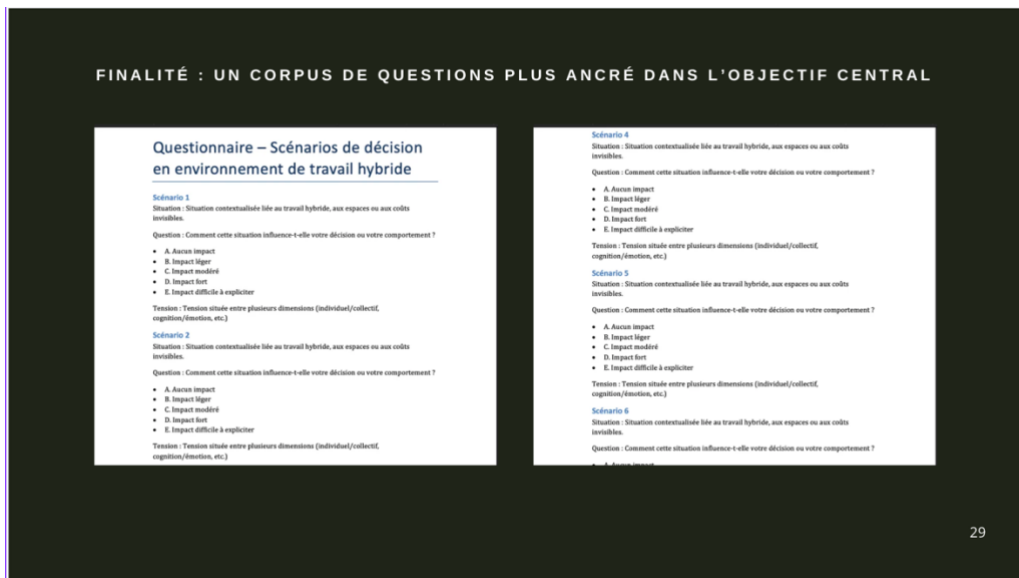 FINALITÉ : UN CORPUS DE QUESTIONS PLUS ANCRÉ DANS L'OBJECTIF CENTRAL
Questionnaire – Scénarios de décision
en environnement de travail hybride
Scénario 1
Situation : Situation contextualisée liée au travail hybride, aux espaces ou aux coûts
invisibles.
Question : Comment cette situation influence-t-elle votre décision ou votre comportement ?
• A. Aucun impact
• B. Impact léger
• C. Impact modéré
• D. Impact fort
• E. Impact difficile à expliciter
Tension : Tension située entre plusieurs dimensions (individuel/collectif,
cognition/émotion, etc.)
Scénario 2
Situation : Situation contextualisée liée au travail hybride, aux espaces ou aux coûts
invisibles.
Question : Comment cette situation influence-t-elle votre décision ou votre comportement ?
• A. Aucun impact
• B. Impact léger
• C. Impact modéré
• D. Impact fort
• E. Impact difficile à expliciter
Tension : Tension située entre plusieurs dimensions (individuel/collectif,
cognition/émotion, etc.)
Scénario 4
Situation : Situation contextualisée liée au travail hybride, aux espaces ou aux coûts
invisibles.
Question : Comment cette situation influence-t-elle votre décision ou votre comportement ?
• A. Aucun impact
• B. Impact léger
• C. Impact modéré
• D. Impact fort
• E. Impact difficile à expliciter
Tension : Tension située entre plusieurs dimensions (individuel/collectif,
cognition/émotion, etc.)
Scénario 5
Situation : Situation contextualisée liée au travail hybride, aux espaces ou aux coûts
invisibles.
Question : Comment cette situation influence-t-elle votre décision ou votre comportement ?
• A. Aucun impact
• B. Impact léger
• C. Impact modéré
• D. Impact fort
• E. Impact difficile à expliciter
Tension : Tension située entre plusieurs dimensions (individuel/collectif,
cognition/émotion, etc.)
Scénario 6
Situation : Situation contextualisée liée au travail hybride, aux espaces ou aux coûts
invisibles.
Question : Comment cette situation influence-t-elle votre décision ou votre comportement ?
29